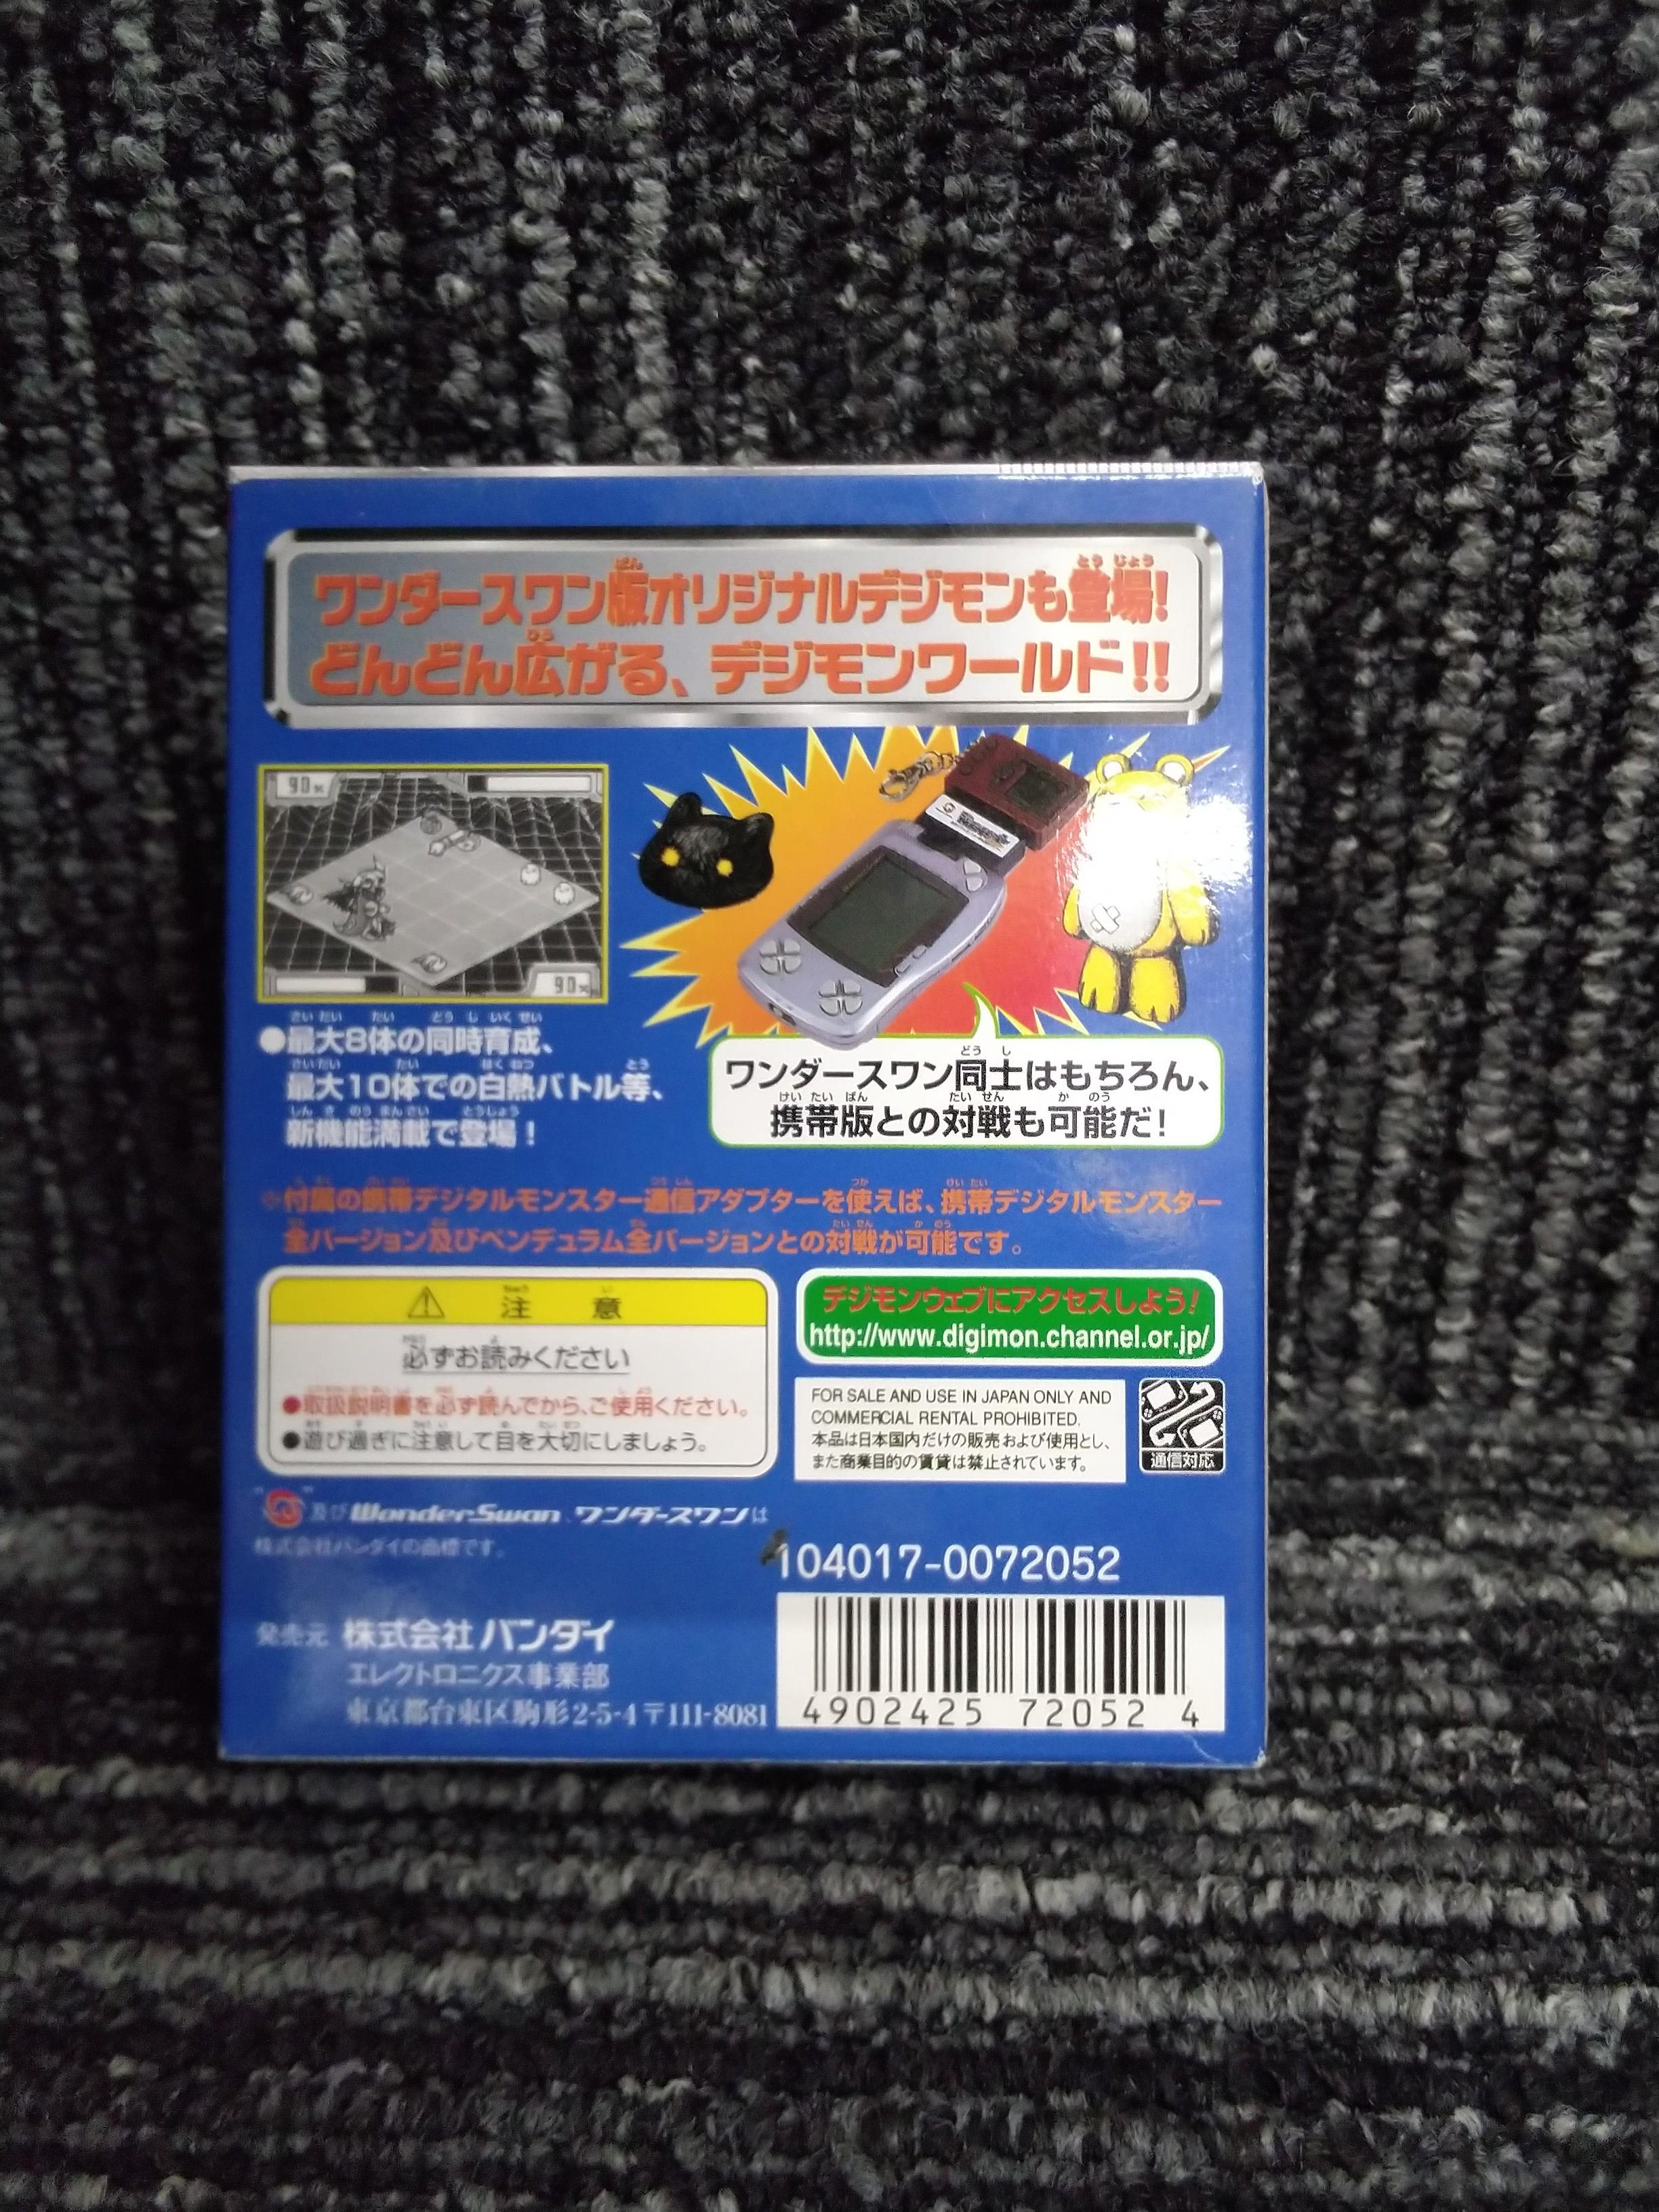 ワンダースワン版オリジナルデジモンも登場!
どんどん広がる、デジモンワールド!!
90
90
●最大8体の同時育成、
最大10体での白熱バトル等、
新機能満載で登場!
ワンダースワン同士はもちろん、
携帯版との対戦も可能だ!
※付属の携帯デジタルモンスター通信アダプターを使えば、携帯デジタルモンスター
全バージョン及びペンデュラム全バージョンとの対戦が可能です。
⚠ 注 意
必ずお読みください
●取扱説明書を必ず読んでから、ご使用ください。
●遊び過ぎに注意して目を大切にしましょう。
デジモンウェブにアクセスしよう!
http://www.digimon.channel.or.jp/
FOR SALE AND USE IN JAPAN ONLY AND
COMMERCIAL RENTAL PROHIBITED.
本品は日本国内だけの販売および使用とし、
また商業目的の賃貸は禁止されています。
通信対応
" "及びWonderSwan、ワンダースワンは
株式会社バンダイの商標です。
104017-0072052
発売元 株式会社バンダイ
エレクトロニクス事業部
東京都台東区駒形2-5-4〒111-8081
4902425 72052 4